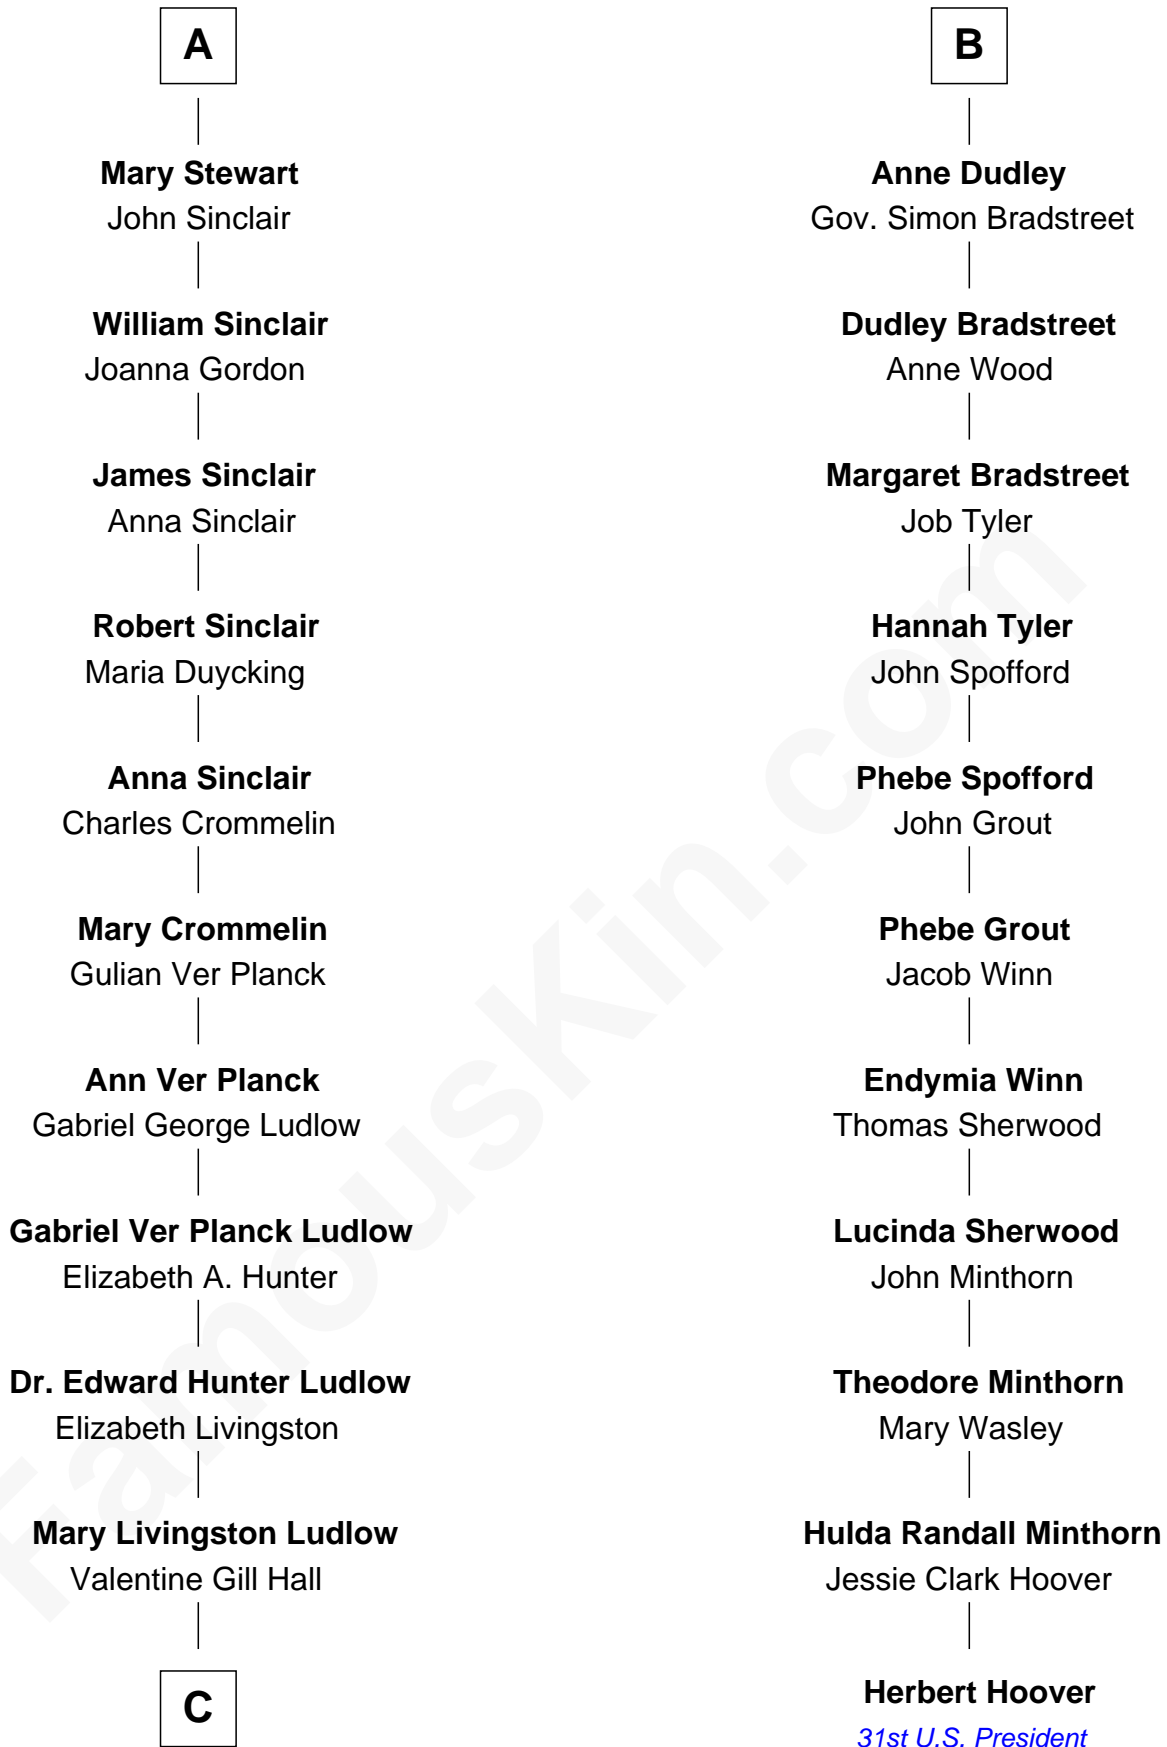 A
Mary Stewart
John Sinclair
William Sinclair
Joanna Gordon
James Sinclair
Anna Sinclair
Robert Sinclair
Maria Duycking
Anna Sinclair
Charles Crommelin
Mary Crommelin
Gulian Ver Planck
Ann Ver Planck
Gabriel George Ludlow
Gabriel Ver Planck Ludlow
Elizabeth A. Hunter
Dr. Edward Hunter Ludlow
Elizabeth Livingston
Mary Livingston Ludlow
Valentine Gill Hall
C
B
Anne Dudley
Gov. Simon Bradstreet
Dudley Bradstreet
Anne Wood
Margaret Bradstreet
Job Tyler
Hannah Tyler
John Spofford
Phebe Spofford
John Grout
Phebe Grout
Jacob Winn
Endymia Winn
Thomas Sherwood
Lucinda Sherwood
John Minthorn
Theodore Minthorn
Mary Wasley
Hulda Randall Minthorn
Jessie Clark Hoover
Herbert Hoover
31st U.S. President
FamousKin.com